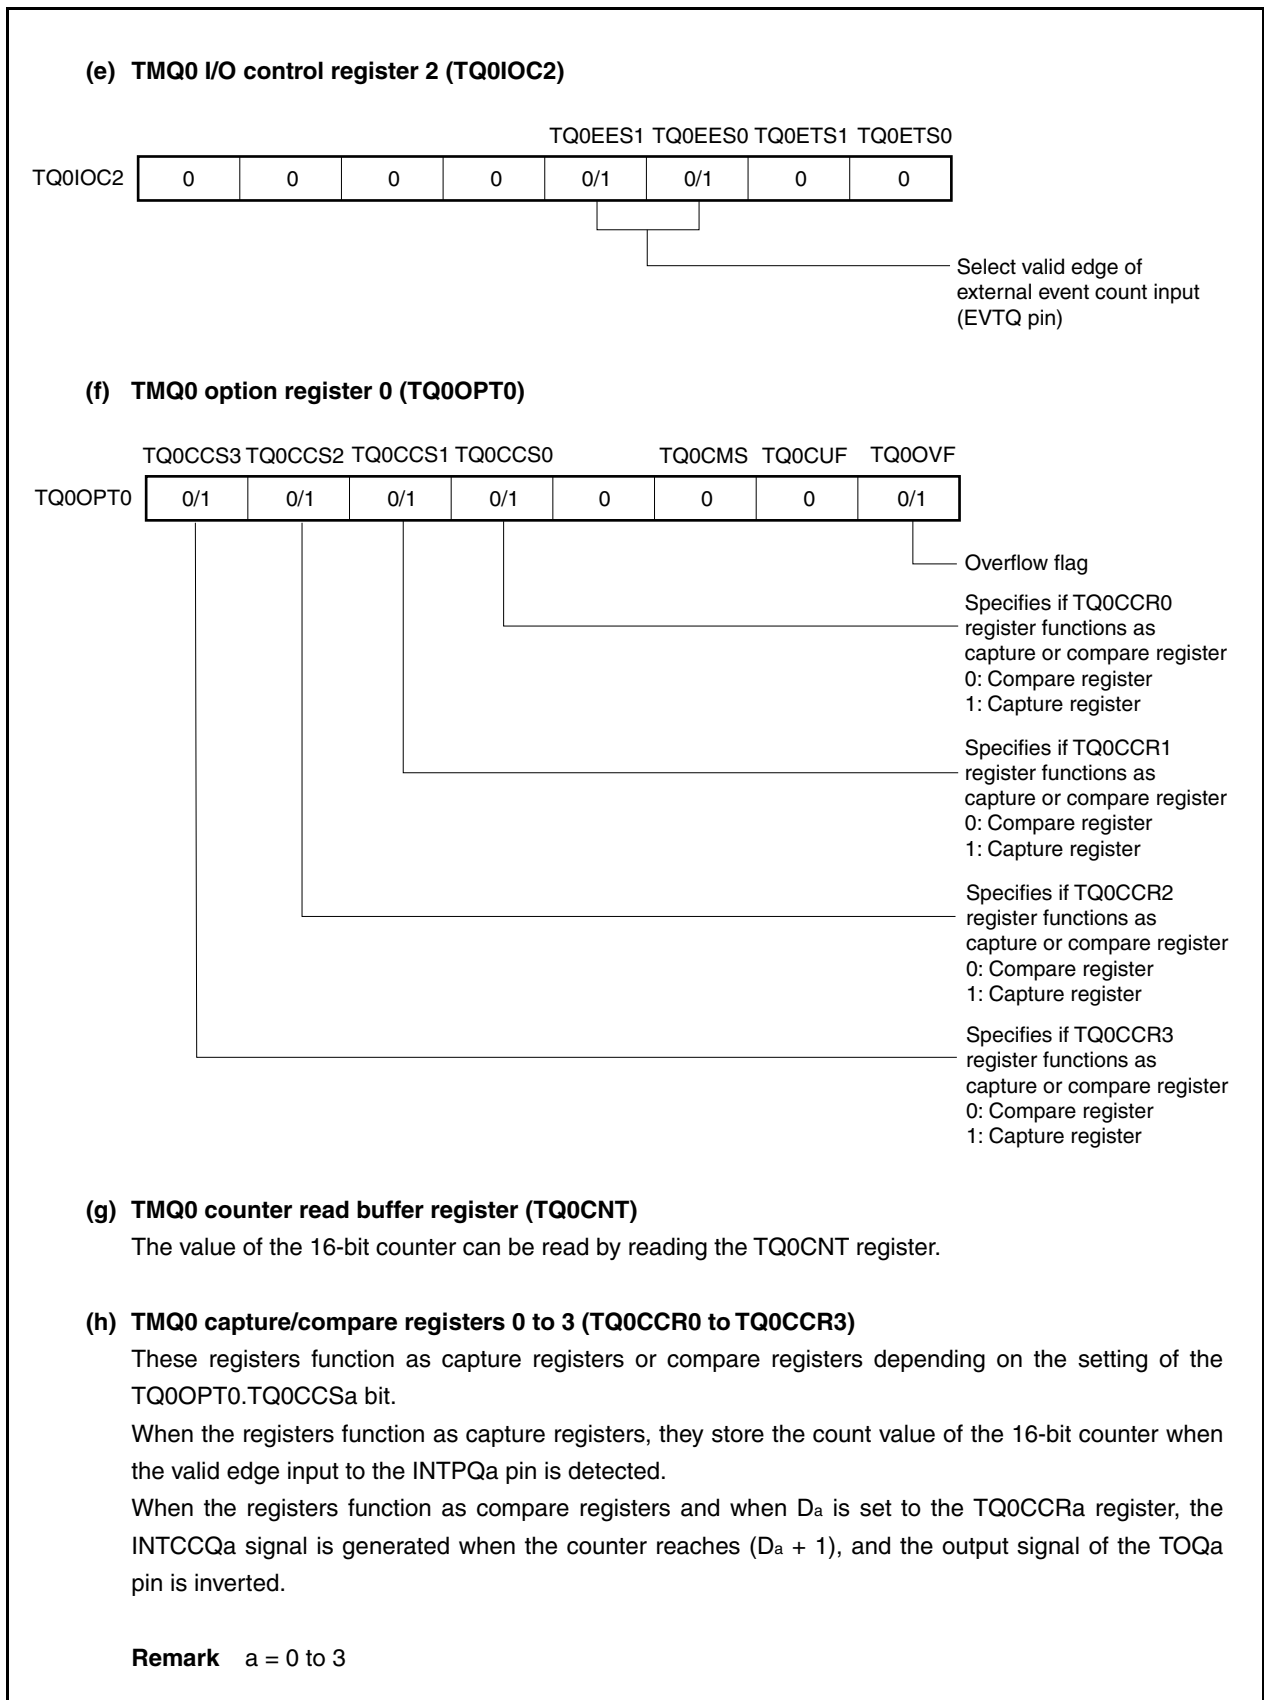 (e) TMQ0 I/O control register 2 (TQ0IOC2)
TQ0EES1 TQ0EES0 TQ0ETS1 TQ0ETS0
TQ0IOC2 0 0 0 0 0/1 0/1 0 0
Select valid edge of
external event count input
(EVTQ pin)
(f) TMQ0 option register 0 (TQ0OPT0)
TQ0CCS3 TQ0CCS2 TQ0CCS1 TQ0CCS0 TQ0CMS TQ0CUF TQ0OVF
TQ0OPT0 0/1 0/1 0/1 0/1 0 0 0 0/1
Overflow flag
Specifies if TQ0CCR0
register functions as
capture or compare register
0: Compare register
1: Capture register
Specifies if TQ0CCR1
register functions as
capture or compare register
0: Compare register
1: Capture register
Specifies if TQ0CCR2
register functions as
capture or compare register
0: Compare register
1: Capture register
Specifies if TQ0CCR3
register functions as
capture or compare register
0: Compare register
1: Capture register
(g) TMQ0 counter read buffer register (TQ0CNT)
The value of the 16-bit counter can be read by reading the TQ0CNT register.
(h) TMQ0 capture/compare registers 0 to 3 (TQ0CCR0 to TQ0CCR3)
These registers function as capture registers or compare registers depending on the setting of the
TQ0OPT0.TQ0CCSa bit.
When the registers function as capture registers, they store the count value of the 16-bit counter when
the valid edge input to the INTPQa pin is detected.
When the registers function as compare registers and when Da is set to the TQ0CCRa register, the
INTCCQa signal is generated when the counter reaches (Da + 1), and the output signal of the TOQa
pin is inverted.
Remark a = 0 to 3